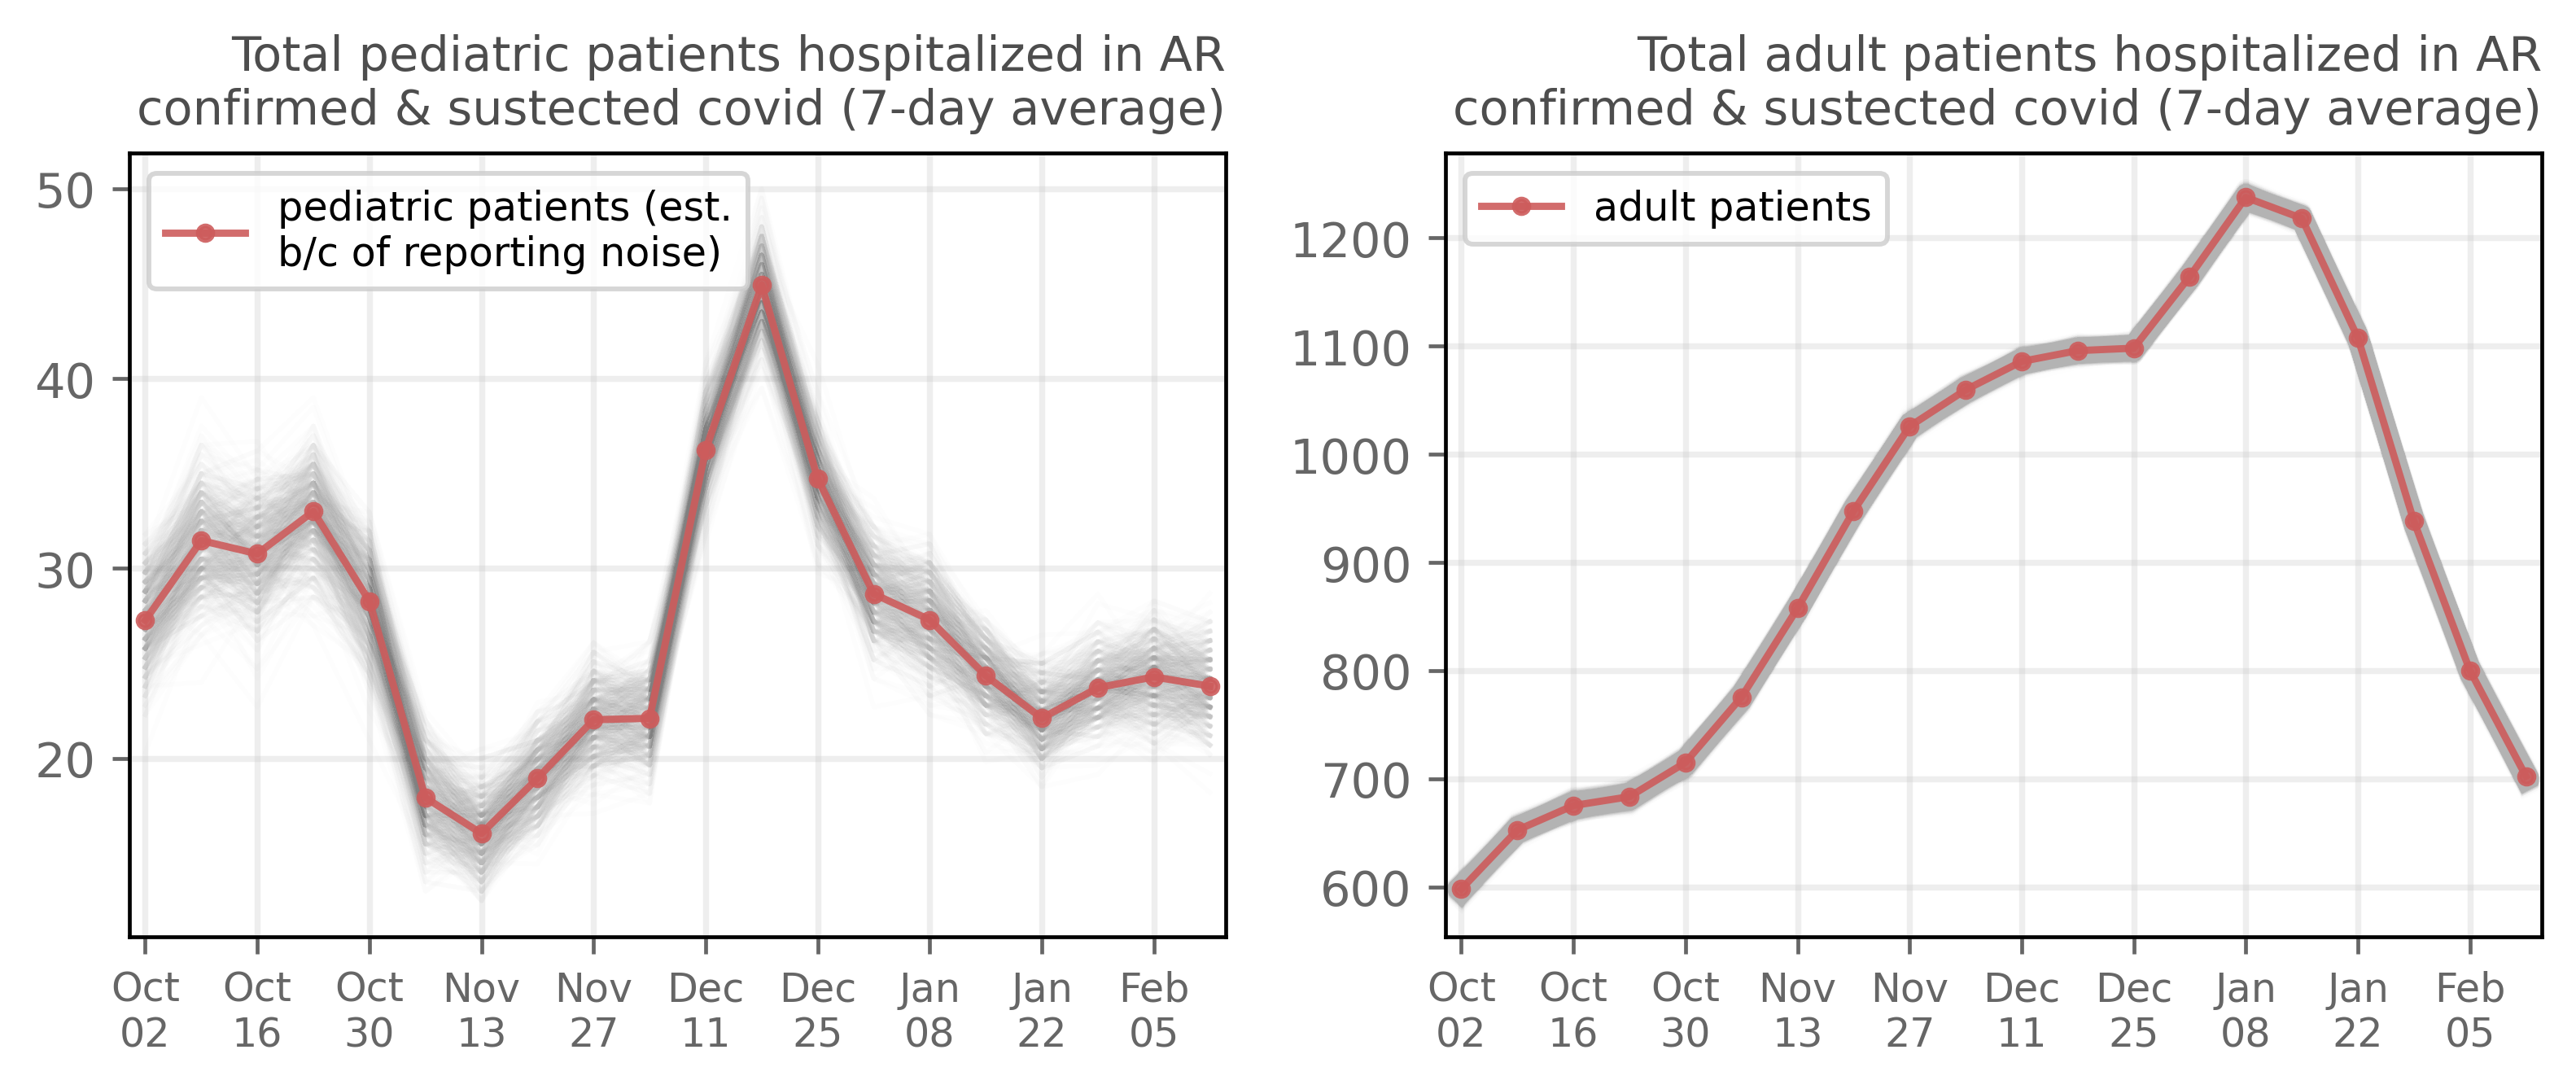 Total pediatric patients hospitalized in AR
confirmed & sustected covid (7-day average)
pediatric patients (est.
b/c of reporting noise)
50
40
30
20
Oct Oct Oct Nov Nov Dec Dec Jan Jan Feb
02 16 30 13 27 11 25 08 22 05
Total adult patients hospitalized in AR
confirmed & sustected covid (7-day average)
adult patients
1200
1100
1000
900
800
700
600
Oct Oct Oct Nov Nov Dec Dec Jan Jan Feb
02 16 30 13 27 11 25 08 22 05